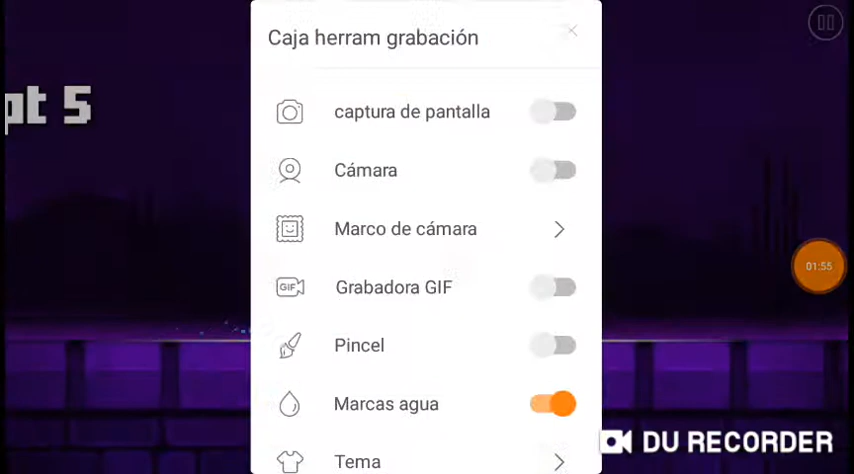 Caja herram grabación
pt 5
captura de pantalla
Cámara
Marco de cámara
GIF
Grabadora GIF
01:55
Pincel
Marcas agua
DU RECORDER
Tema